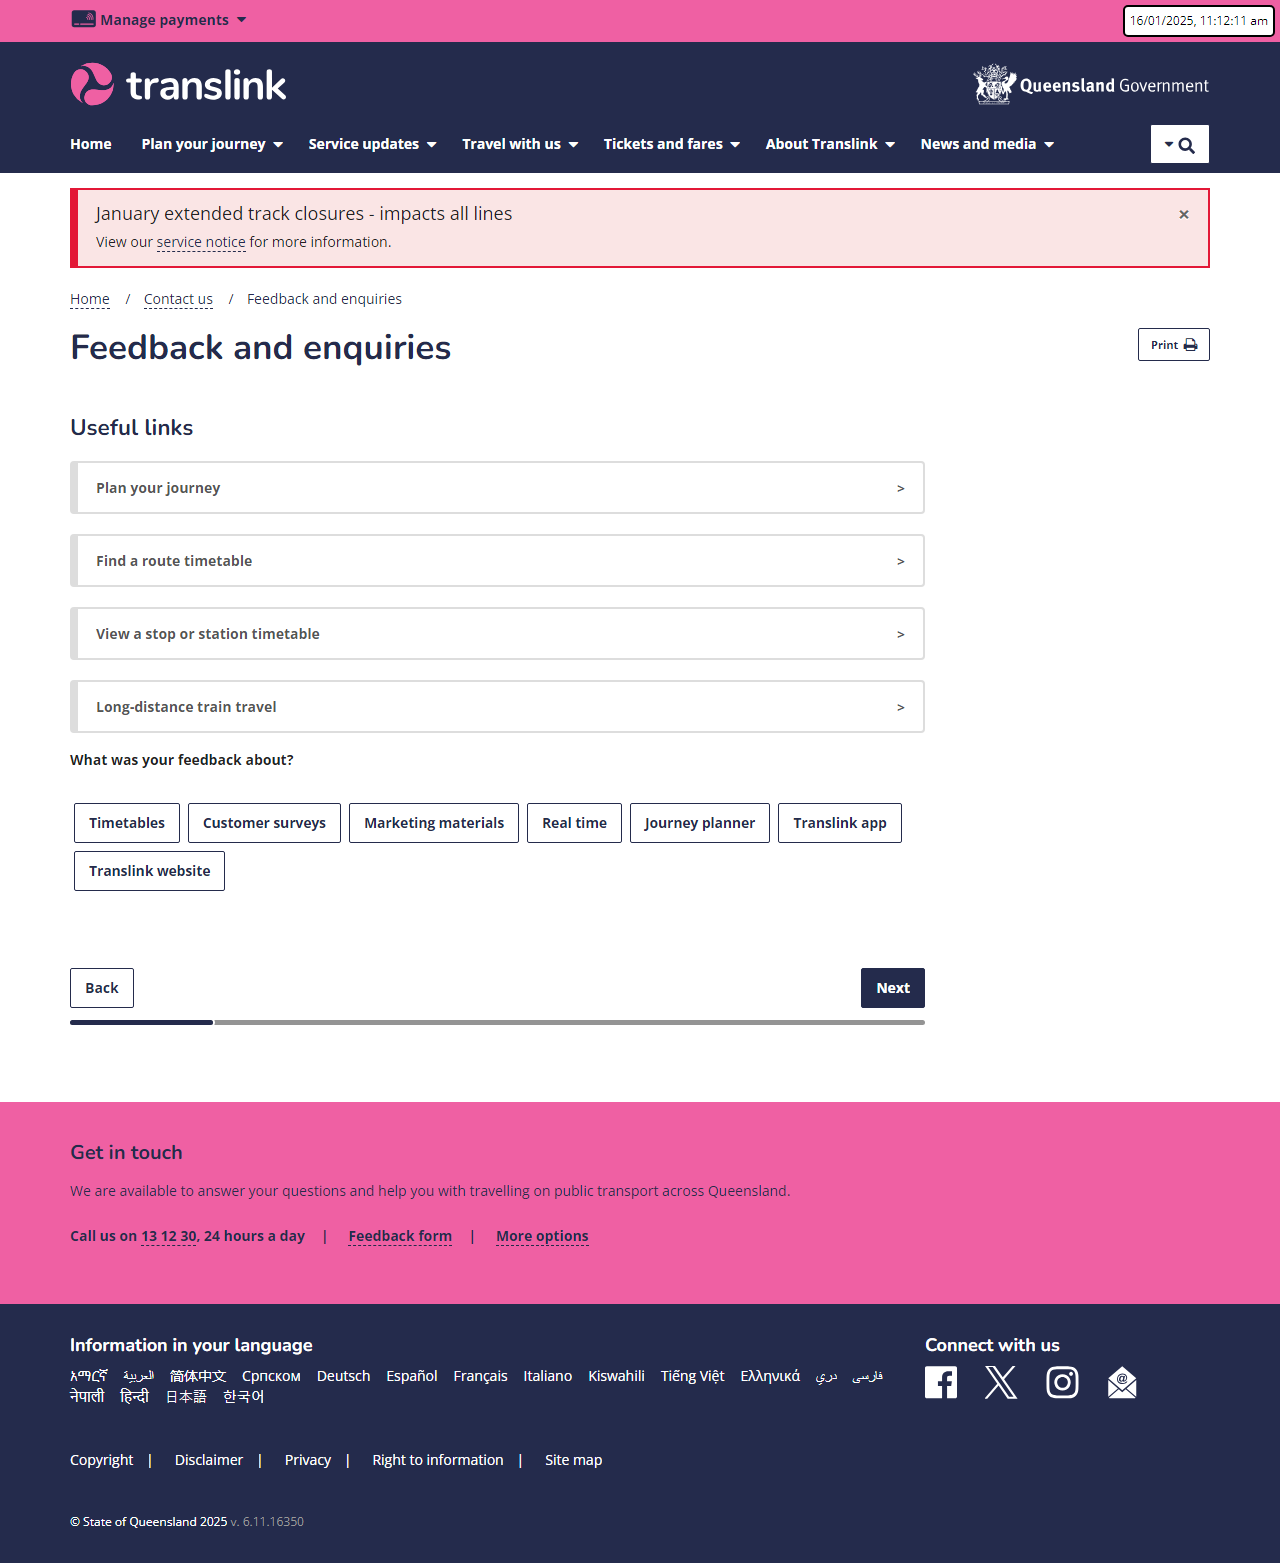 Manage payments
16/01/2025, 11:12:11 am
translink
Queensland Government
Home Plan your journey Service updates Travel with us Tickets and fares About Translink News and media
January extended track closures - impacts all lines
×
View our service notice for more information.
Home / Contact us / Feedback and enquiries
Feedback and enquiries
Print
Useful links
Plan your journey >
Find a route timetable >
View a stop or station timetable >
Long-distance train travel >
What was your feedback about?
Timetables Customer surveys Marketing materials Real time Journey planner Translink app
Translink website
Back Next
Get in touch
We are available to answer your questions and help you with travelling on public transport across Queensland.
Call us on 13 12 30, 24 hours a day | Feedback form | More options
Information in your language
አማርኛ العربية 简体中文 Српском Deutsch Español Français Italiano Kiswahili Tiếng Việt Ελληνικά دری فارسی
नेपाली हिन्दी 日本語 한국어
Connect with us
Copyright | Disclaimer | Privacy | Right to information | Site map
© State of Queensland 2025 v. 6.11.16350